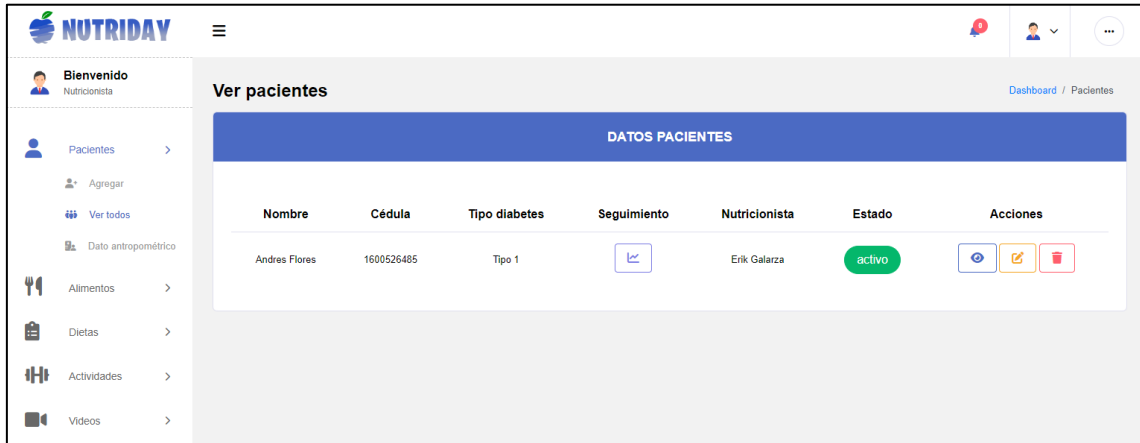 NUTRIDAY
8
Bienvenido
Nutricionista
Ver pacientes
Dashboard / Pacientes
Pacientes
Agregar
Ver todos
Dato antropométrico
Alimentos
Dietas
Actividades
Videos
DATOS PACIENTES
Nombre Cédula Tipo diabetes Seguimiento Nutricionista Estado Acciones
Andres Flores 1600526485 Tipo 1 Erik Galarza activo